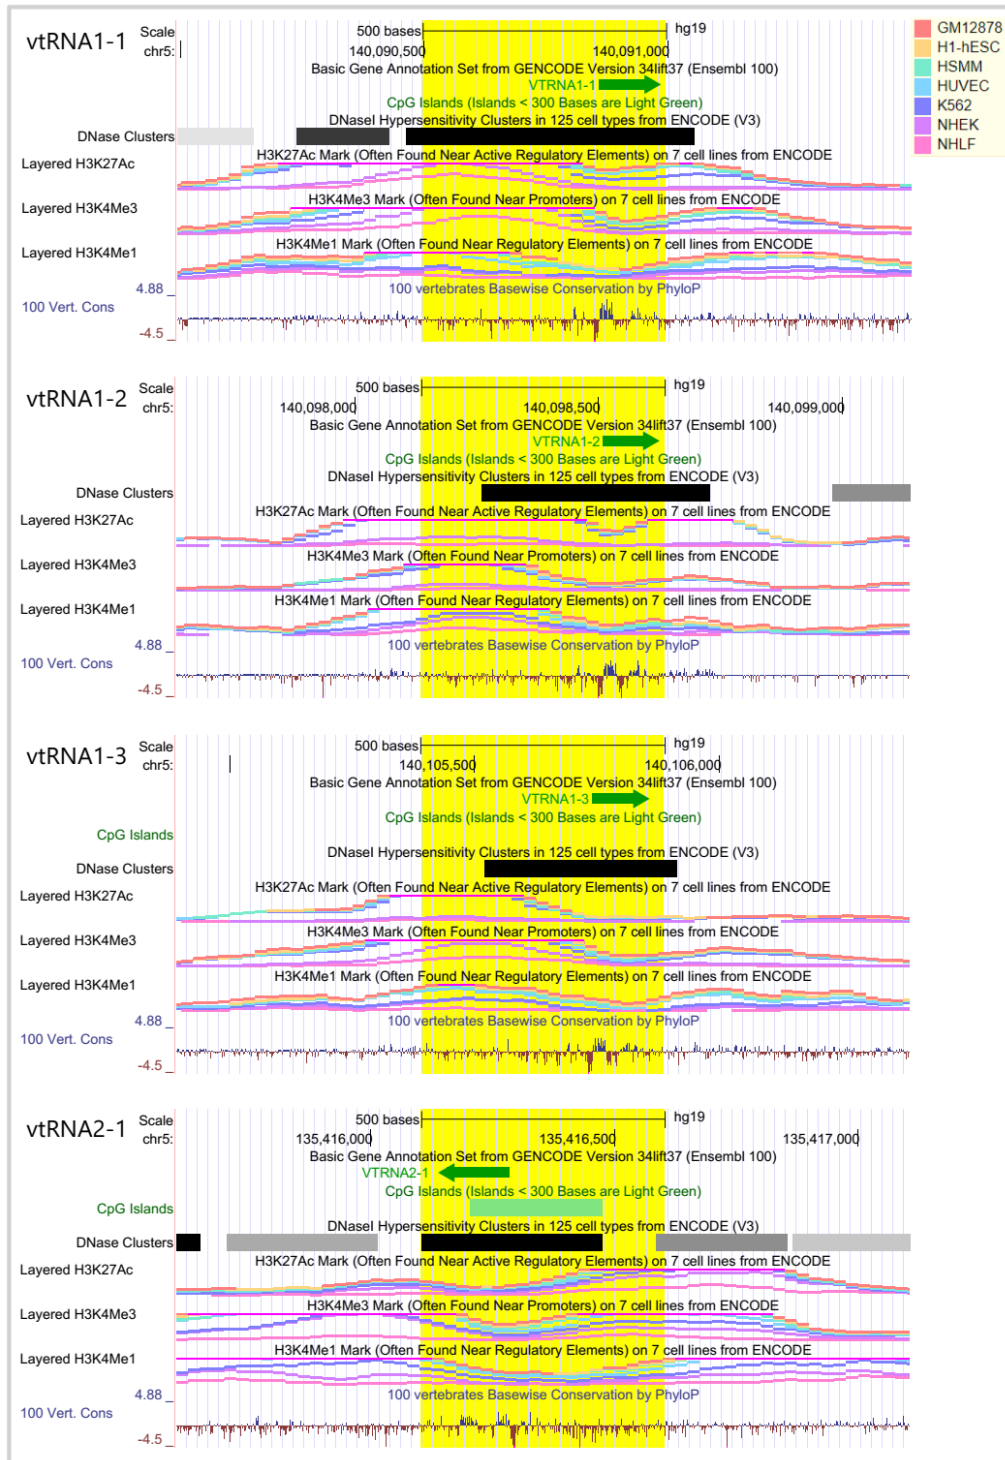 vtRNA1-1
Scale 500 bases hg19
chr5: 140,090,500 140,091,000
Basic Gene Annotation Set from GENCODE Version 34lift37 (Ensembl 100)
VTRNA1-1
CpG Islands (Islands < 300 Bases are Light Green)
DNaseI Hypersensitivity Clusters in 125 cell types from ENCODE (V3)
DNase Clusters
H3K27Ac Mark (Often Found Near Active Regulatory Elements) on 7 cell lines from ENCODE
Layered H3K27Ac
H3K4Me3 Mark (Often Found Near Promoters) on 7 cell lines from ENCODE
Layered H3K4Me3
H3K4Me1 Mark (Often Found Near Regulatory Elements) on 7 cell lines from ENCODE
Layered H3K4Me1
4.88 100 vertebrates Basewise Conservation by PhyloP
100 Vert. Cons
-4.5
GM12878
H1-hESC
HSMM
HUVEC
K562
NHEK
NHLF
vtRNA1-2
Scale 500 bases hg19
chr5: 140,098,000 140,098,500 140,099,000
Basic Gene Annotation Set from GENCODE Version 34lift37 (Ensembl 100)
VTRNA1-2
CpG Islands (Islands < 300 Bases are Light Green)
DNaseI Hypersensitivity Clusters in 125 cell types from ENCODE (V3)
DNase Clusters
H3K27Ac Mark (Often Found Near Active Regulatory Elements) on 7 cell lines from ENCODE
Layered H3K27Ac
H3K4Me3 Mark (Often Found Near Promoters) on 7 cell lines from ENCODE
Layered H3K4Me3
H3K4Me1 Mark (Often Found Near Regulatory Elements) on 7 cell lines from ENCODE
Layered H3K4Me1
4.88 100 vertebrates Basewise Conservation by PhyloP
100 Vert. Cons
-4.5
vtRNA1-3
Scale 500 bases hg19
chr5: 140,105,500 140,106,000
Basic Gene Annotation Set from GENCODE Version 34lift37 (Ensembl 100)
VTRNA1-3
CpG Islands (Islands < 300 Bases are Light Green)
CpG Islands
DNaseI Hypersensitivity Clusters in 125 cell types from ENCODE (V3)
DNase Clusters
H3K27Ac Mark (Often Found Near Active Regulatory Elements) on 7 cell lines from ENCODE
Layered H3K27Ac
H3K4Me3 Mark (Often Found Near Promoters) on 7 cell lines from ENCODE
Layered H3K4Me3
H3K4Me1 Mark (Often Found Near Regulatory Elements) on 7 cell lines from ENCODE
Layered H3K4Me1
4.88 100 vertebrates Basewise Conservation by PhyloP
100 Vert. Cons
-4.5
vtRNA2-1
Scale 500 bases hg19
chr5: 135,416,000 135,416,500 135,417,000
Basic Gene Annotation Set from GENCODE Version 34lift37 (Ensembl 100)
VTRNA2-1
CpG Islands (Islands < 300 Bases are Light Green)
CpG Islands
DNaseI Hypersensitivity Clusters in 125 cell types from ENCODE (V3)
DNase Clusters
H3K27Ac Mark (Often Found Near Active Regulatory Elements) on 7 cell lines from ENCODE
Layered H3K27Ac
H3K4Me3 Mark (Often Found Near Promoters) on 7 cell lines from ENCODE
Layered H3K4Me3
H3K4Me1 Mark (Often Found Near Regulatory Elements) on 7 cell lines from ENCODE
Layered H3K4Me1
4.88 100 vertebrates Basewise Conservation by PhyloP
100 Vert. Cons
-4.5